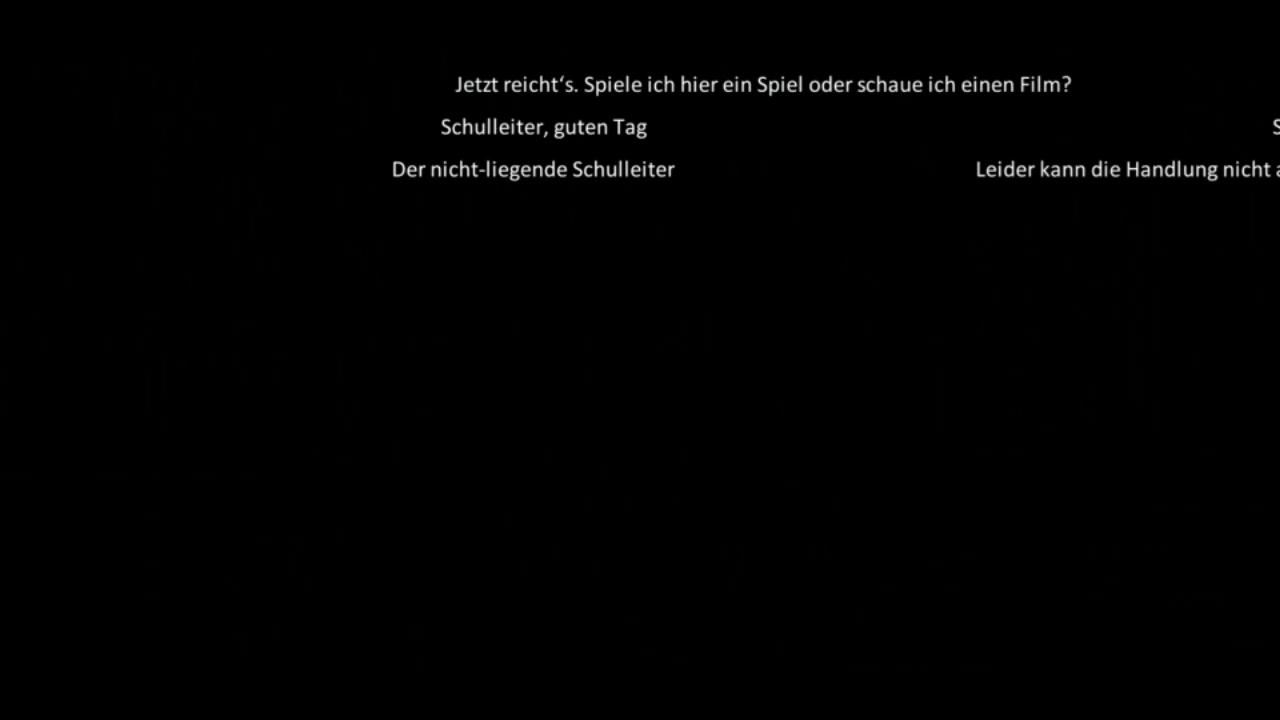 Jetzt reicht‘s. Spiele ich hier ein Spiel oder schaue ich einen Film?
Schulleiter, guten Tag
Der nicht-liegende Schulleiter Leider kann die Handlung nicht